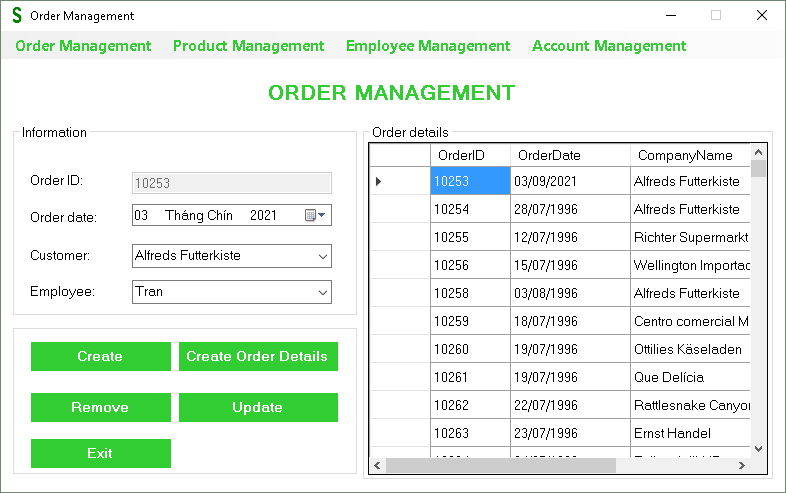 S Order Management
Order Management Product Management Employee Management Account Management
ORDER MANAGEMENT
Information
Order ID: 10253
Order date: 03 Tháng Chín 2021
Customer: Alfreds Futterkiste
Employee: Tran
Create Create Order Details
Remove Update
Exit
Order details
OrderID OrderDate CompanyName
10253 03/09/2021 Alfreds Futterkiste
10254 28/07/1996 Alfreds Futterkiste
10255 12/07/1996 Richter Supermarkt
10256 15/07/1996 Wellington Importac
10258 03/08/1996 Alfreds Futterkiste
10259 18/07/1996 Centro comercial M
10260 19/07/1996 Ottilies Käseladen
10261 19/07/1996 Que Delícia
10262 22/07/1996 Rattlesnake Canyon
10263 23/07/1996 Ernst Handel